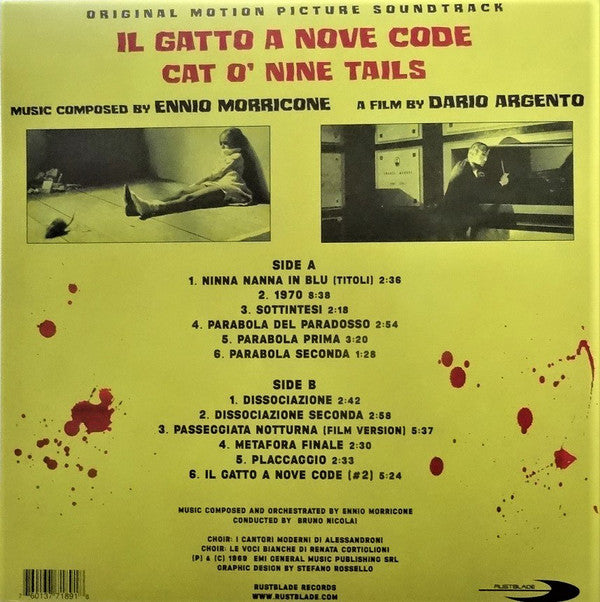 ORIGINAL MOTION PICTURE SOUNDTRACK
IL GATTO A NOVE CODE
CAT O' NINE TAILS
MUSIC COMPOSED BY ENNIO MORRICONE
A FILM BY DARIO ARGENTO
SIDE A
1. NINNA NANNA IN BLU (TITOLI) 2:36
2. 1970 8:38
3. SOTTINTESI 2:18
4. PARABOLA DEL PARADOSSO 2:54
5. PARABOLA PRIMA 3:20
6. PARABOLA SECONDA 1:28
SIDE B
1. DISSOCIAZIONE 2:42
2. DISSOCIAZIONE SECONDA 2:58
3. PASSEGGIATA NOTTURNA (FILM VERSION) 5:37
4. METAFORA FINALE 2:30
5. PLACCAGGIO 2:33
6. IL GATTO A NOVE CODE (#2) 5:24
MUSIC COMPOSED AND ORCHESTRATED BY ENNIO MORRICONE
CONDUCTED BY BRUNO NICOLAI
CHOIR: I CANTORI MODERNI DI ALESSANDRONI
CHOIR: LE VOCI BIANCHE DI RENATA CORTIGLIONI
(P) & (C) 1969 EMI GENERAL MUSIC PUBLISHING SRL
GRAPHIC DESIGN BY STEFANO ROSSELLO
RUSTBLADE RECORDS
WWW.RUSTBLADE.COM
7 60137 71891 8
RUSTBLADE